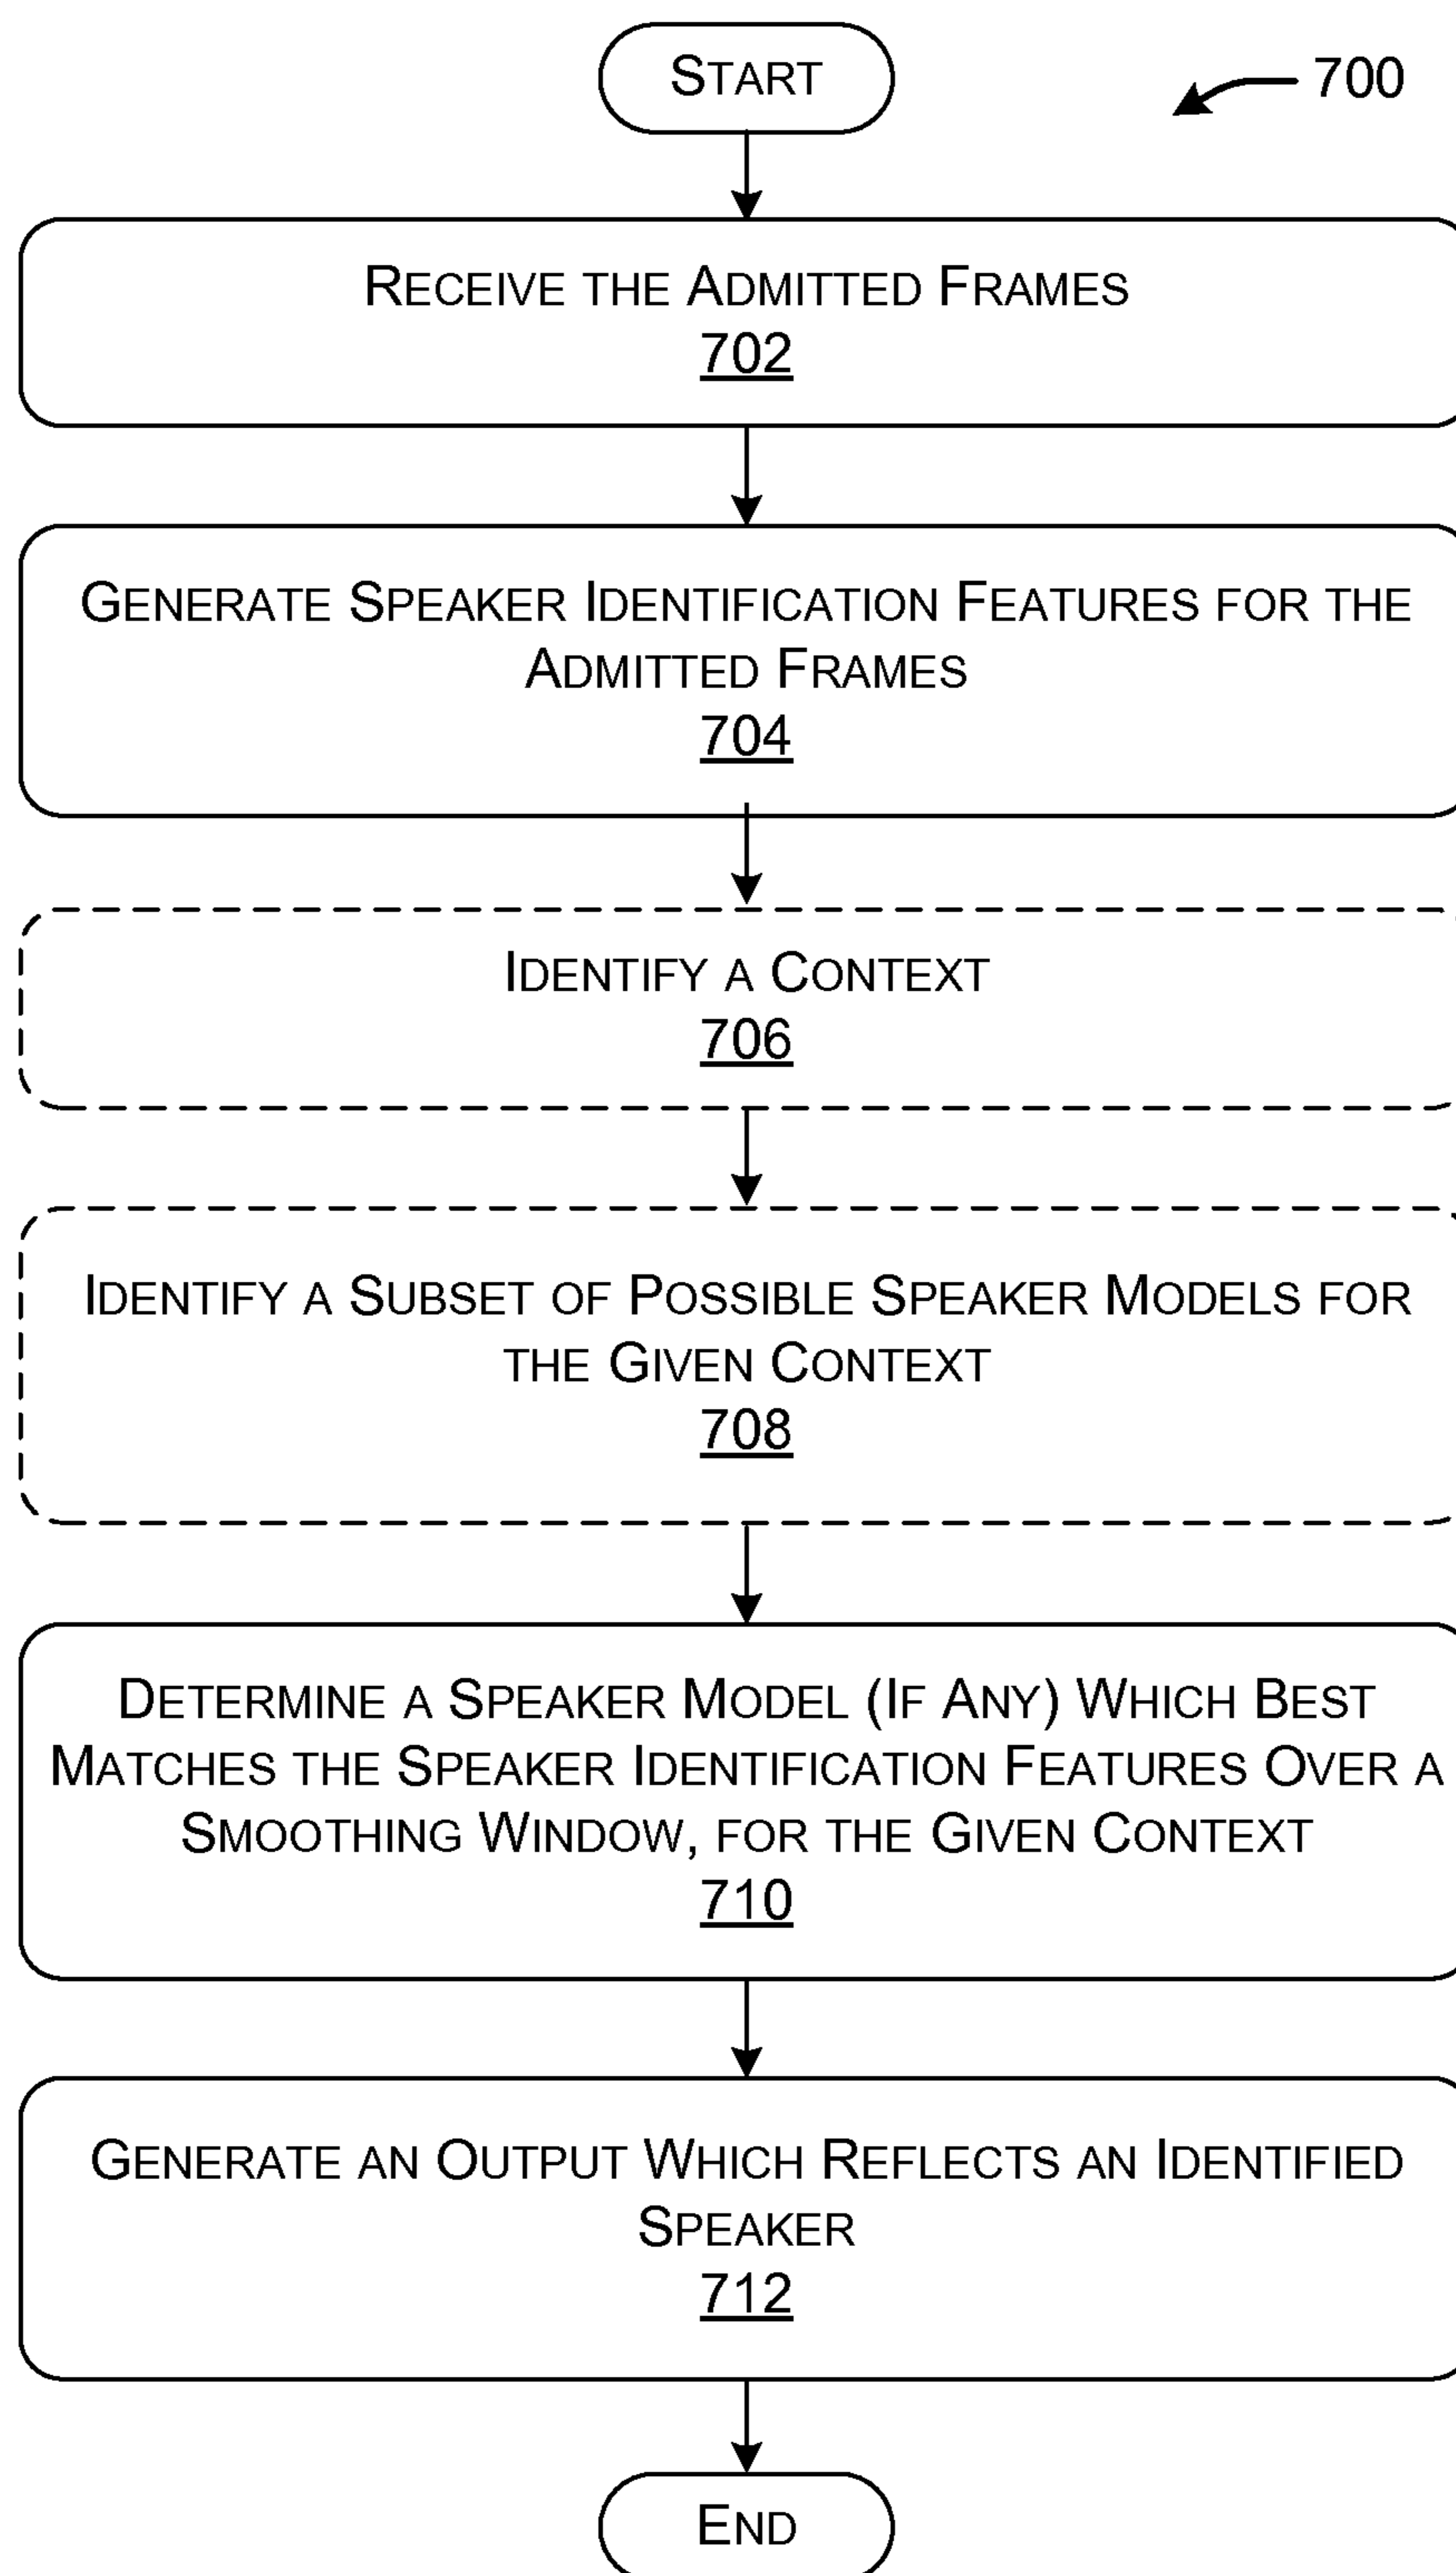 START
700
RECEIVE THE ADMITTED FRAMES
702
GENERATE SPEAKER IDENTIFICATION FEATURES FOR THE
ADMITTED FRAMES
704
IDENTIFY A CONTEXT
706
IDENTIFY A SUBSET OF POSSIBLE SPEAKER MODELS FOR
THE GIVEN CONTEXT
708
DETERMINE A SPEAKER MODEL (IF ANY) WHICH BEST
MATCHES THE SPEAKER IDENTIFICATION FEATURES OVER A
SMOOTHING WINDOW, FOR THE GIVEN CONTEXT
710
GENERATE AN OUTPUT WHICH REFLECTS AN IDENTIFIED
SPEAKER
712
END